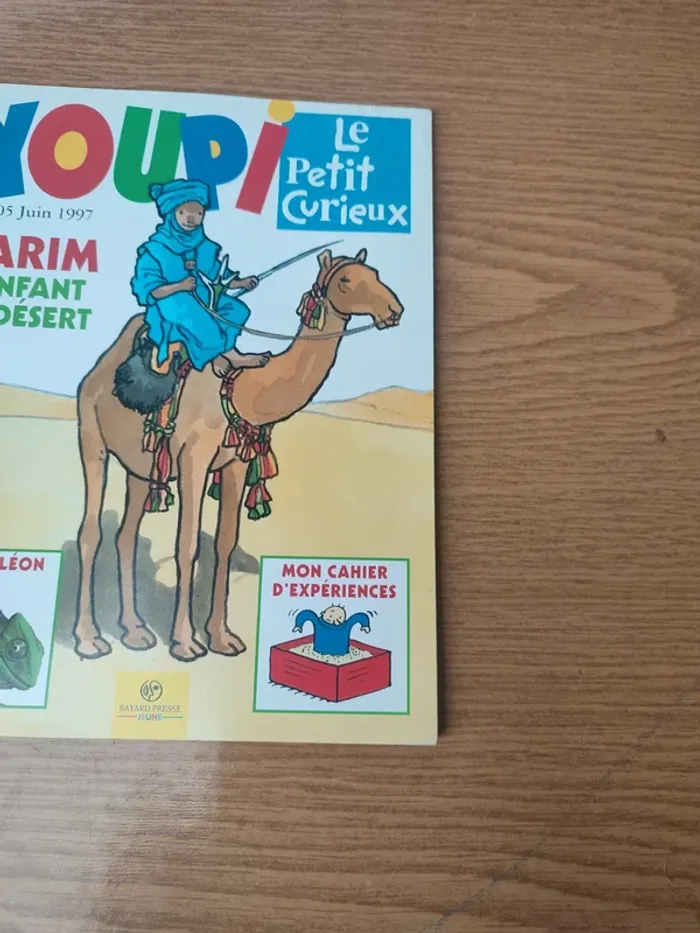 YOUPI
Le
Petit
Curieux
05 Juin 1997
ARIM
NFANT
DÉSERT
LÉON
MON CAHIER
D'EXPÉRIENCES
BAYARD PRESSE
JEUNE